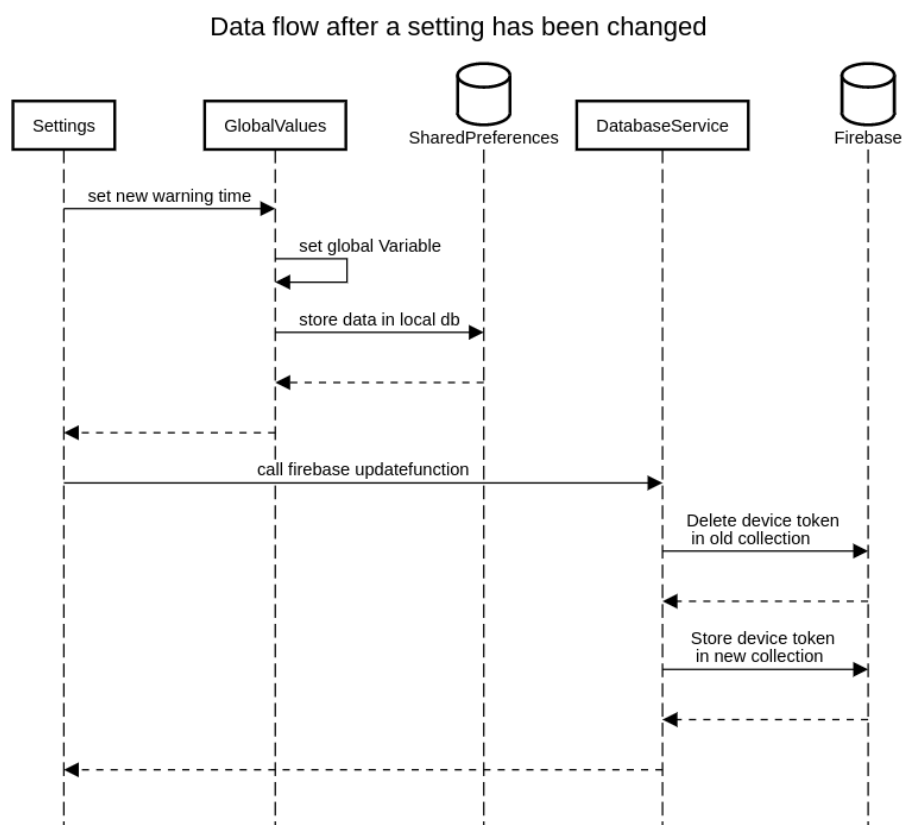 Data flow after a setting has been changed
Settings
GlobalValues
SharedPreferences
DatabaseService
Firebase
set new warning time
set global Variable
store data in local db
call firebase updatefunction
Delete device token
in old collection
Store device token
in new collection